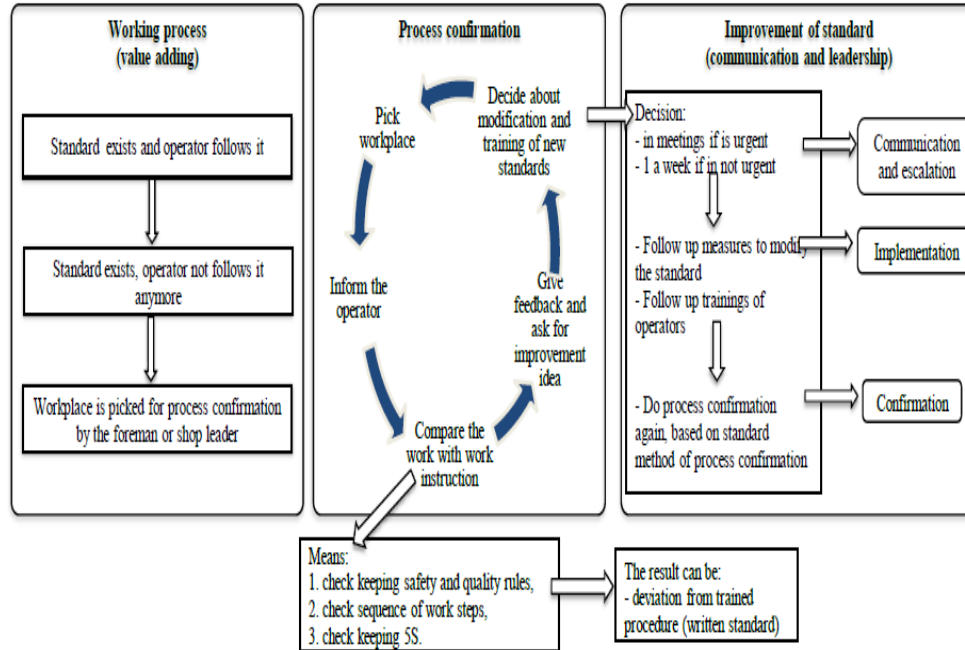 Working process
(value adding)
Standard exists and operator follows it
Standard exists, operator not follows it
anymore
Workplace is picked for process confirmation
by the foreman or shop leader
Process confirmation
Pick
workplace
Inform the
operator
Compare the
work with work
instruction
Give
feedback and
ask for
improvement
idea
Decide about
modification and
training of new
standards
Means:
1. check keeping safety and quality rules,
2. check sequence of work steps,
3. check keeping 5S.
The result can be:
- deviation from trained
procedure (written standard)
Improvement of standard
(communication and leadership)
Decision:
- in meetings if is urgent
- 1 a week if in not urgent
- Follow up measures to modify
the standard
- Follow up trainings of
operators
- Do process confirmation
again, based on standard
method of process confirmation
Communication
and escalation
Implementation
Confirmation